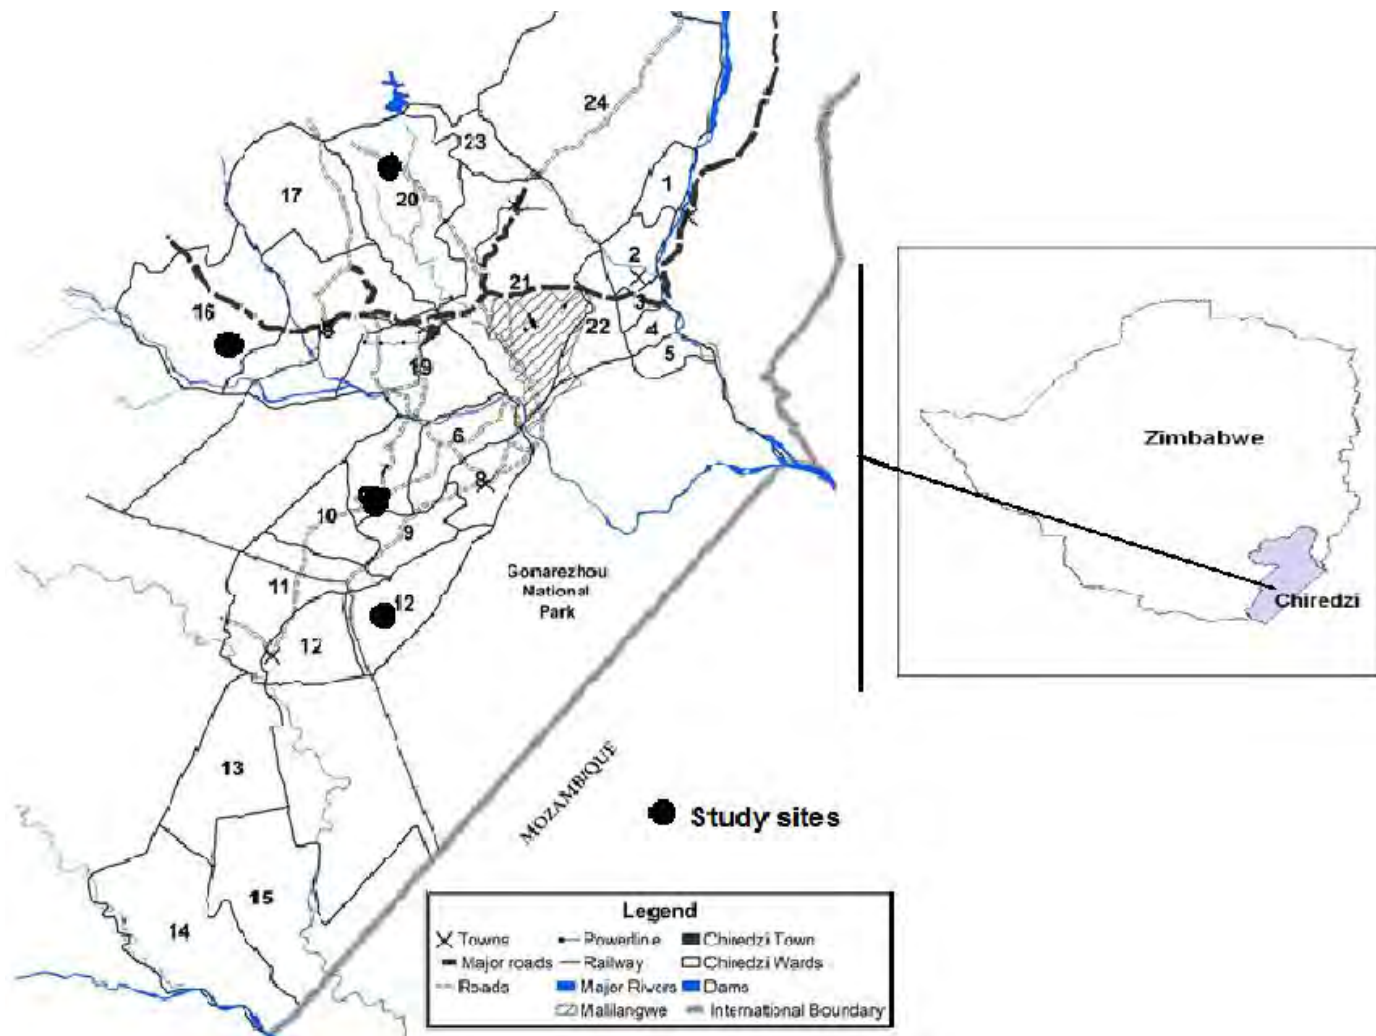 24
23
1
17
20
2
21
16
3
22
4
5
19
6
8
10
9
Gonarezhou
National
Park
11
12
12
13
MOZAMBIQUE
15
14
Study sites
Zimbabwe
Chiredzi
Legend
Towns
Powerline
Chiredzi Town
Major roads
Railway
Chiredzi Wards
Roads
Major Rivers
Dams
Malilangwe
International Boundary